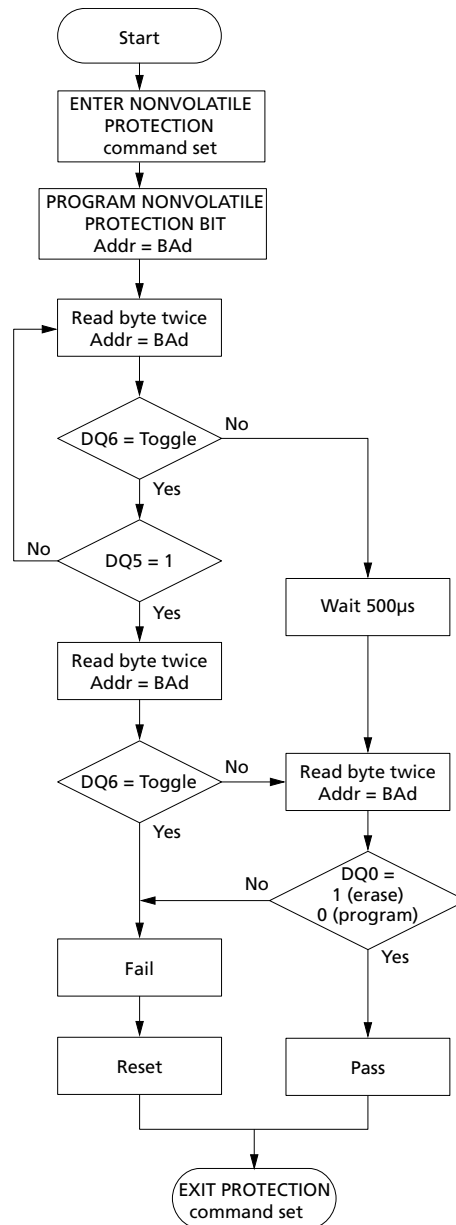 Start
ENTER NONVOLATILE
PROTECTION
command set
PROGRAM NONVOLATILE
PROTECTION BIT
Addr = BAd
Read byte twice
Addr = BAd
DQ6 = Toggle
No
Yes
DQ5 = 1
No
Yes
Wait 500µs
Read byte twice
Addr = BAd
DQ6 = Toggle
No
Yes
Read byte twice
Addr = BAd
DQ0 =
1 (erase)
0 (program)
No
Yes
Fail
Reset
Pass
EXIT PROTECTION
command set